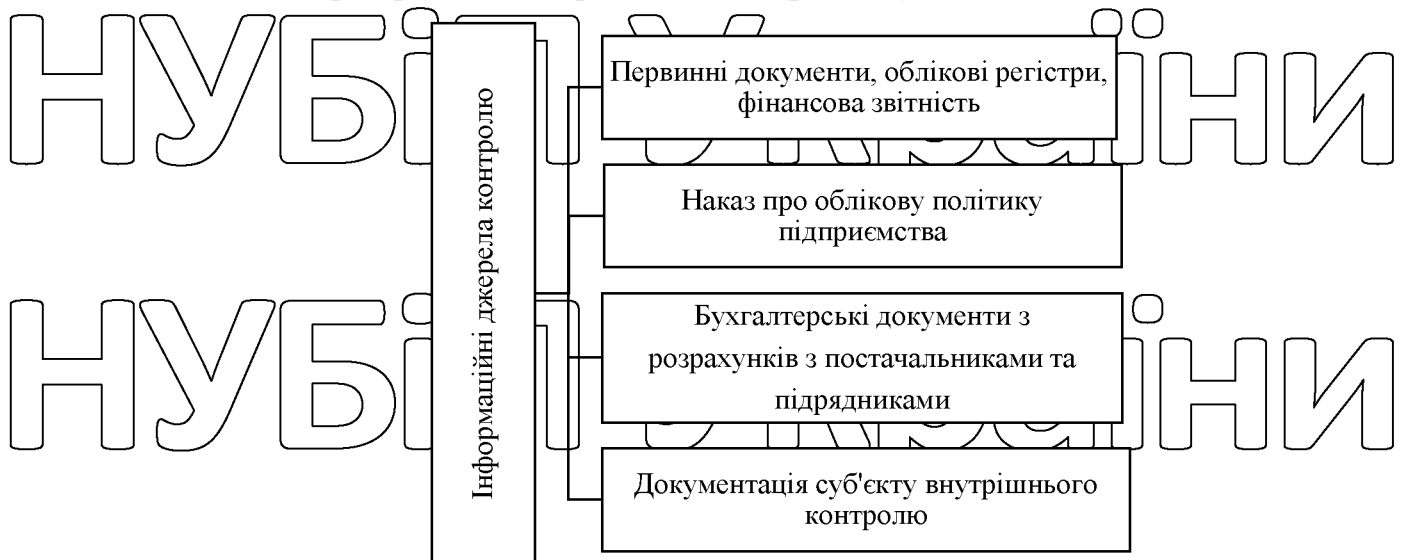 НУБіП України
Первинні документи, облікові регістри,
фінансова звітність
Наказ про облікову політику
підприємства
Інформаційні джерела контролю
НУБіП України
Бухгалтерські документи з
розрахунків з постачальниками та
підрядниками
Документація суб'єкту внутрішнього
контролю